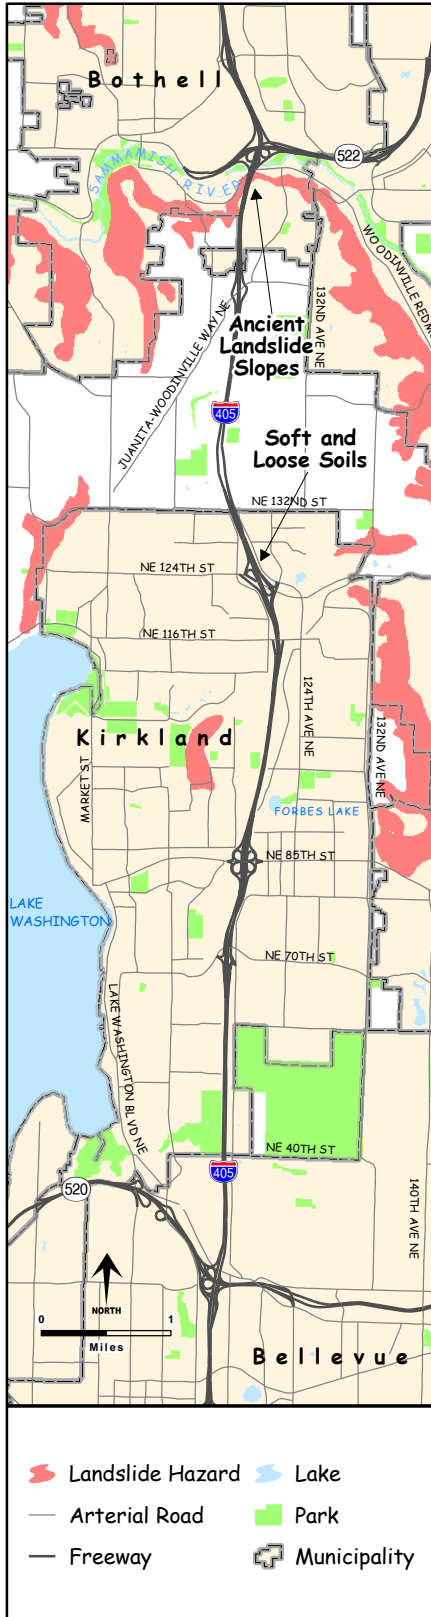 Bothell
522
SAMMAMISH RIVER
WOODINVILLE REDM
132ND AVE NE
JUANITA-WOODINVILLE WAY NE
Ancient
Landslide
Slopes
405
Soft and
Loose Soils
NE 132ND ST
NE 124TH ST
NE 116TH ST
124TH AVE NE
132ND AVE NE
Kirkland
MARKET ST
FORBES LAKE
NE 85TH ST
LAKE
WASHINGTON
NE 70TH ST
LAKE WASHINGTON BLVD NE
NE 40TH ST
405
520
140TH AVE NE
NORTH
0 1
Miles
Bellevue
Landslide Hazard Lake
Arterial Road Park
Freeway Municipality